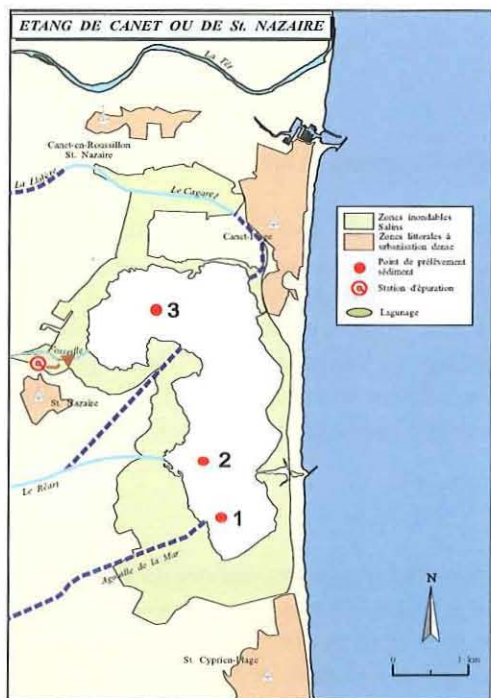 ETANG DE CANET OU DE St. NAZAIRE
La Têt
Canet-en-Roussillon
St. Nazaire
La Llabère
Le Cagarel
Canet-Plage
Zones inondables
Salins
Zones littorales à
urbanisation dense
Point de prélèvement
sédiment
Station d'épuration
Lagunage
3
St. Nazaire
2
Le Réart
1
Agouille de la Mar
N
St. Cyprien-Plage
0 1 km